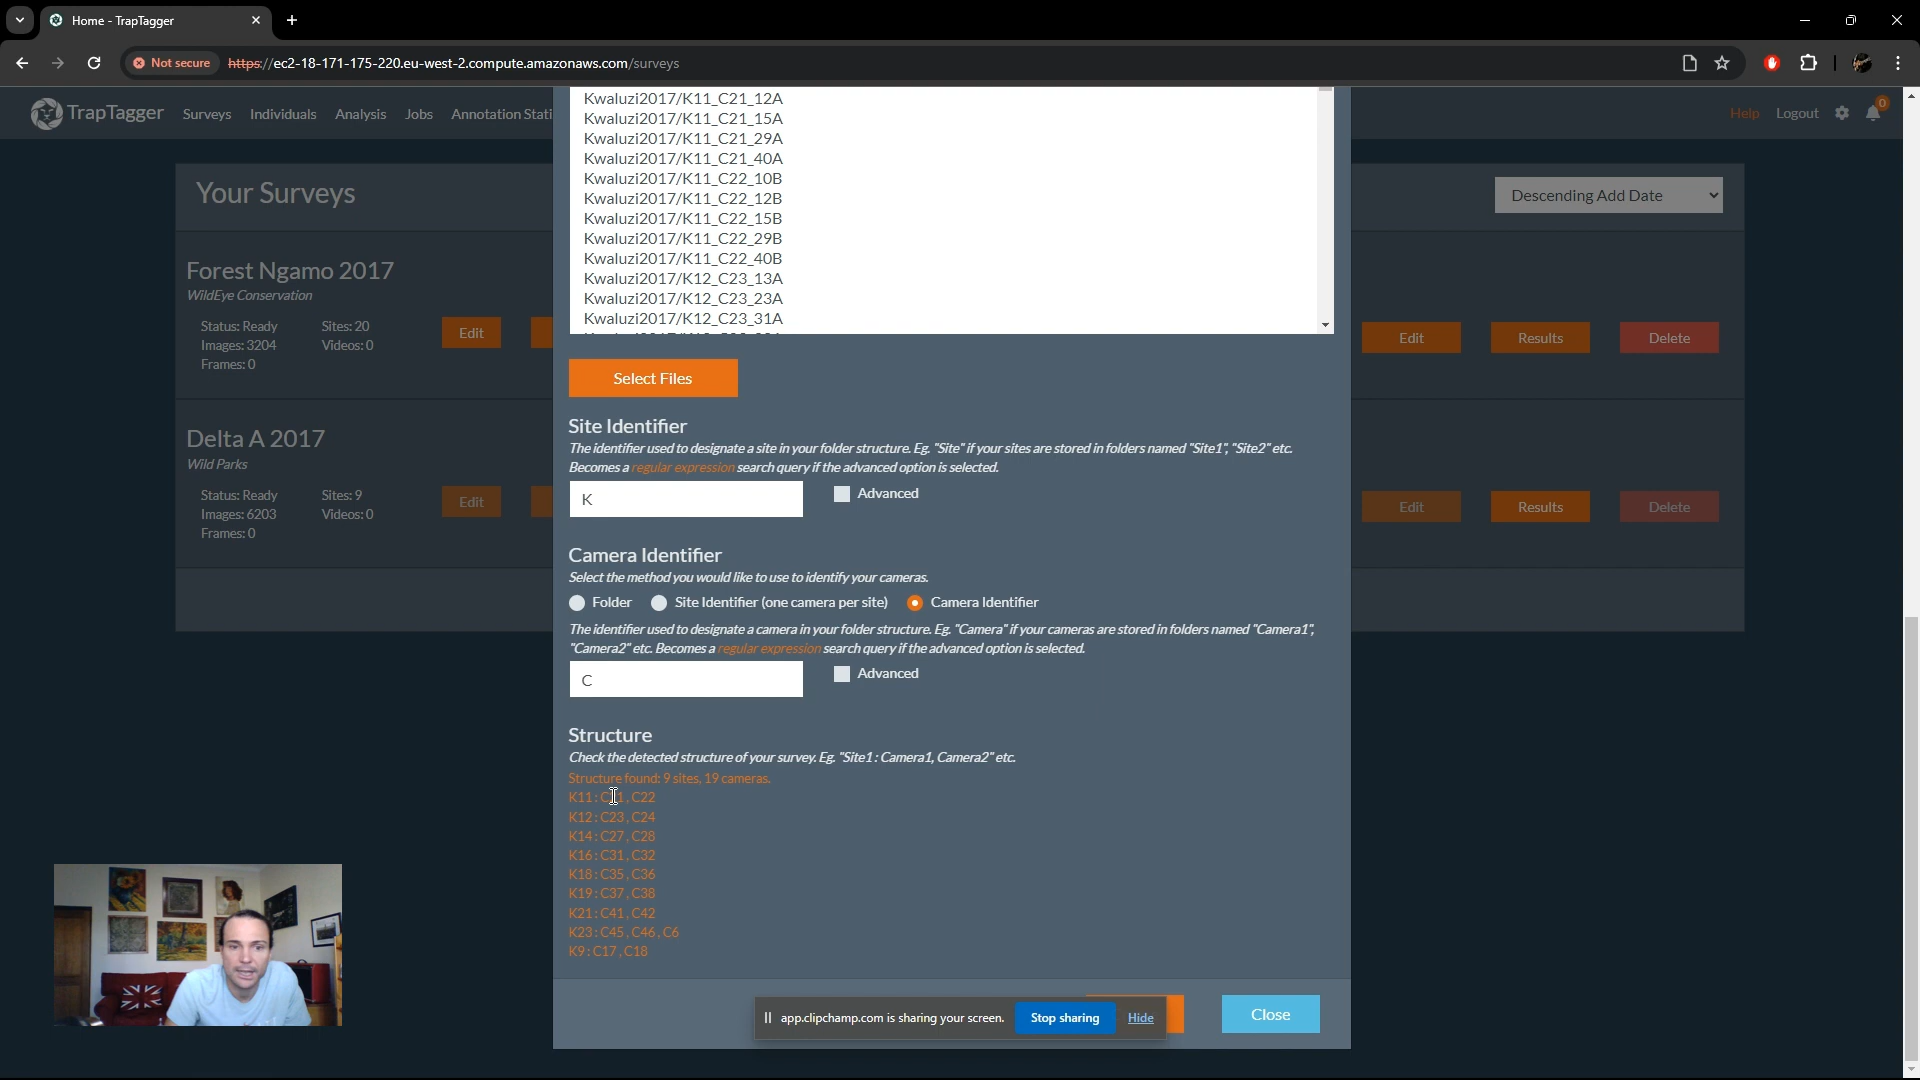 Home - TrapTagger
Not secure
https://ec2-18-171-175-220.eu-west-2.compute.amazonaws.com/surveys
TrapTagger
Surveys
Individuals
Analysis
Jobs
Annotation Stati
Help
Logout
0
Your Surveys
Descending Add Date
Forest Ngamo 2017
WildEye Conservation
Status: Ready
Sites: 20
Images: 3204
Videos: 0
Frames: 0
Edit
Edit
Results
Delete
Delta A 2017
Wild Parks
Status: Ready
Sites: 9
Images: 6203
Videos: 0
Frames: 0
Edit
Edit
Results
Delete
Kwaluzi2017/K11_C21_12A
Kwaluzi2017/K11_C21_15A
Kwaluzi2017/K11_C21_29A
Kwaluzi2017/K11_C21_40A
Kwaluzi2017/K11_C22_10B
Kwaluzi2017/K11_C22_12B
Kwaluzi2017/K11_C22_15B
Kwaluzi2017/K11_C22_29B
Kwaluzi2017/K11_C22_40B
Kwaluzi2017/K12_C23_13A
Kwaluzi2017/K12_C23_23A
Kwaluzi2017/K12_C23_31A
Select Files
Site Identifier
The identifier used to designate a site in your folder structure. Eg. "Site" if your sites are stored in folders named "Site1", "Site2" etc.
Becomes a regular expression search query if the advanced option is selected.
K
Advanced
Camera Identifier
Select the method you would like to use to identify your cameras.
Folder
Site Identifier (one camera per site)
Camera Identifier
The identifier used to designate a camera in your folder structure. Eg. "Camera" if your cameras are stored in folders named "Camera1",
"Camera2" etc. Becomes a regular expression search query if the advanced option is selected.
C
Advanced
Structure
Check the detected structure of your survey. Eg. "Site1 : Camera1, Camera2" etc.
Structure found: 9 sites, 19 cameras.
K11 : C21 , C22
K12 : C23 , C24
K14 : C27 , C28
K16 : C31 , C32
K18 : C35 , C36
K19 : C37 , C38
K21 : C41 , C42
K23 : C45 , C46 , C6
K9 : C17 , C18
app.clipchamp.com is sharing your screen.
Stop sharing
Hide
Close